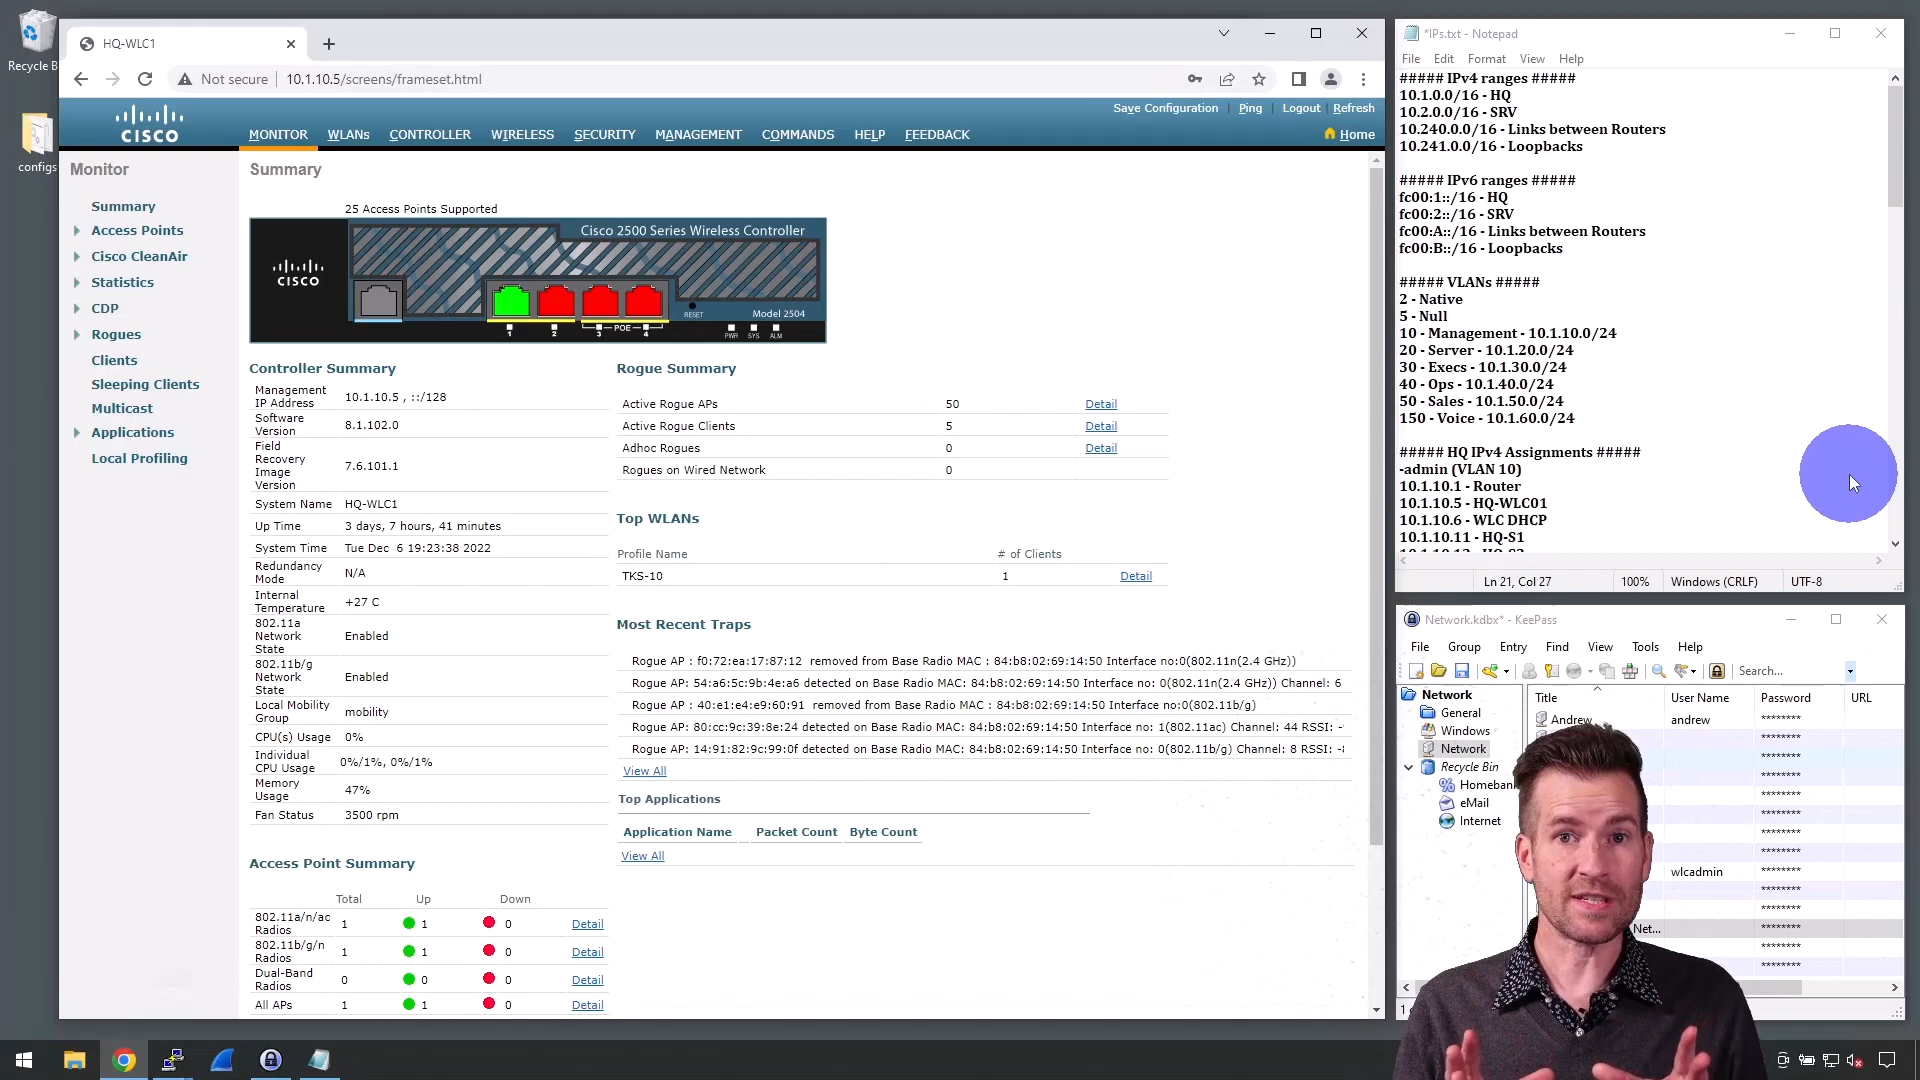 Recycle B
configs
HQ-WLC1
Not secure
10.1.10.5/screens/frameset.html
Save Configuration | Ping | Logout | Refresh
CISCO
MONITOR WLANs CONTROLLER WIRELESS SECURITY MANAGEMENT COMMANDS HELP FEEDBACK
Home
Monitor
Summary
Access Points
Cisco CleanAir
Statistics
CDP
Rogues
Clients
Sleeping Clients
Multicast
Applications
Local Profiling
Summary
25 Access Points Supported
Cisco 2500 Series Wireless Controller
CISCO
RESET
Model 2504
1 2 3 POE 4
PWR SYS ALM
Controller Summary
Management IP Address 10.1.10.5 , ::/128
Software Version 8.1.102.0
Field Recovery Image Version 7.6.101.1
System Name HQ-WLC1
Up Time 3 days, 7 hours, 41 minutes
System Time Tue Dec 6 19:23:38 2022
Redundancy Mode N/A
Internal Temperature +27 C
802.11a Network State Enabled
802.11b/g Network State Enabled
Local Mobility Group mobility
CPU(s) Usage 0%
Individual CPU Usage 0%/1%, 0%/1%
Memory Usage 47%
Fan Status 3500 rpm
Access Point Summary
Total Up Down
802.11a/n/ac Radios 1 1 0 Detail
802.11b/g/n Radios 1 1 0 Detail
Dual-Band Radios 0 0 0 Detail
All APs 1 1 0 Detail
Rogue Summary
Active Rogue APs 50 Detail
Active Rogue Clients 5 Detail
Adhoc Rogues 0 Detail
Rogues on Wired Network 0
Top WLANs
Profile Name # of Clients
TKS-10 1 Detail
Most Recent Traps
Rogue AP : f0:72:ea:17:87:12 removed from Base Radio MAC : 84:b8:02:69:14:50 Interface no:0(802.11n(2.4 GHz))
Rogue AP: 54:a6:5c:9b:4e:a6 detected on Base Radio MAC: 84:b8:02:69:14:50 Interface no: 0(802.11n(2.4 GHz)) Channel: 6
Rogue AP : 40:e1:e4:e9:60:91 removed from Base Radio MAC : 84:b8:02:69:14:50 Interface no:0(802.11b/g)
Rogue AP: 80:cc:9c:39:8e:24 detected on Base Radio MAC: 84:b8:02:69:14:50 Interface no: 1(802.11ac) Channel: 44 RSSI: -
Rogue AP: 14:91:82:9c:99:0f detected on Base Radio MAC: 84:b8:02:69:14:50 Interface no: 0(802.11b/g) Channel: 8 RSSI:
View All
Top Applications
Application Name Packet Count Byte Count
View All
*IPs.txt - Notepad
File Edit Format View Help
##### IPv4 ranges #####
10.1.0.0/16 - HQ
10.2.0.0/16 - SRV
10.240.0.0/16 - Links between Routers
10.241.0.0/16 - Loopbacks
##### IPv6 ranges #####
fc00:1::/16 - HQ
fc00:2::/16 - SRV
fc00:A::/16 - Links between Routers
fc00:B::/16 - Loopbacks
##### VLANs #####
2 - Native
5 - Null
10 - Management - 10.1.10.0/24
20 - Server - 10.1.20.0/24
30 - Execs - 10.1.30.0/24
40 - Ops - 10.1.40.0/24
50 - Sales - 10.1.50.0/24
150 - Voice - 10.1.60.0/24
##### HQ IPv4 Assignments #####
-admin (VLAN 10)
10.1.10.1 - Router
10.1.10.5 - HQ-WLC01
10.1.10.6 - WLC DHCP
10.1.10.11 - HQ-S1
Ln 21, Col 27 100% Windows (CRLF) UTF-8
Network.kdbx* - KeePass
File Group Entry Find View Tools Help
Search...
Network
General
Windows
Network
Recycle Bin
Homeban
eMail
Internet
Title User Name Password URL
Andrew andrew ********
********
********
********
********
********
********
********
wlcadmin ********
********
********
Net... ********
********
********